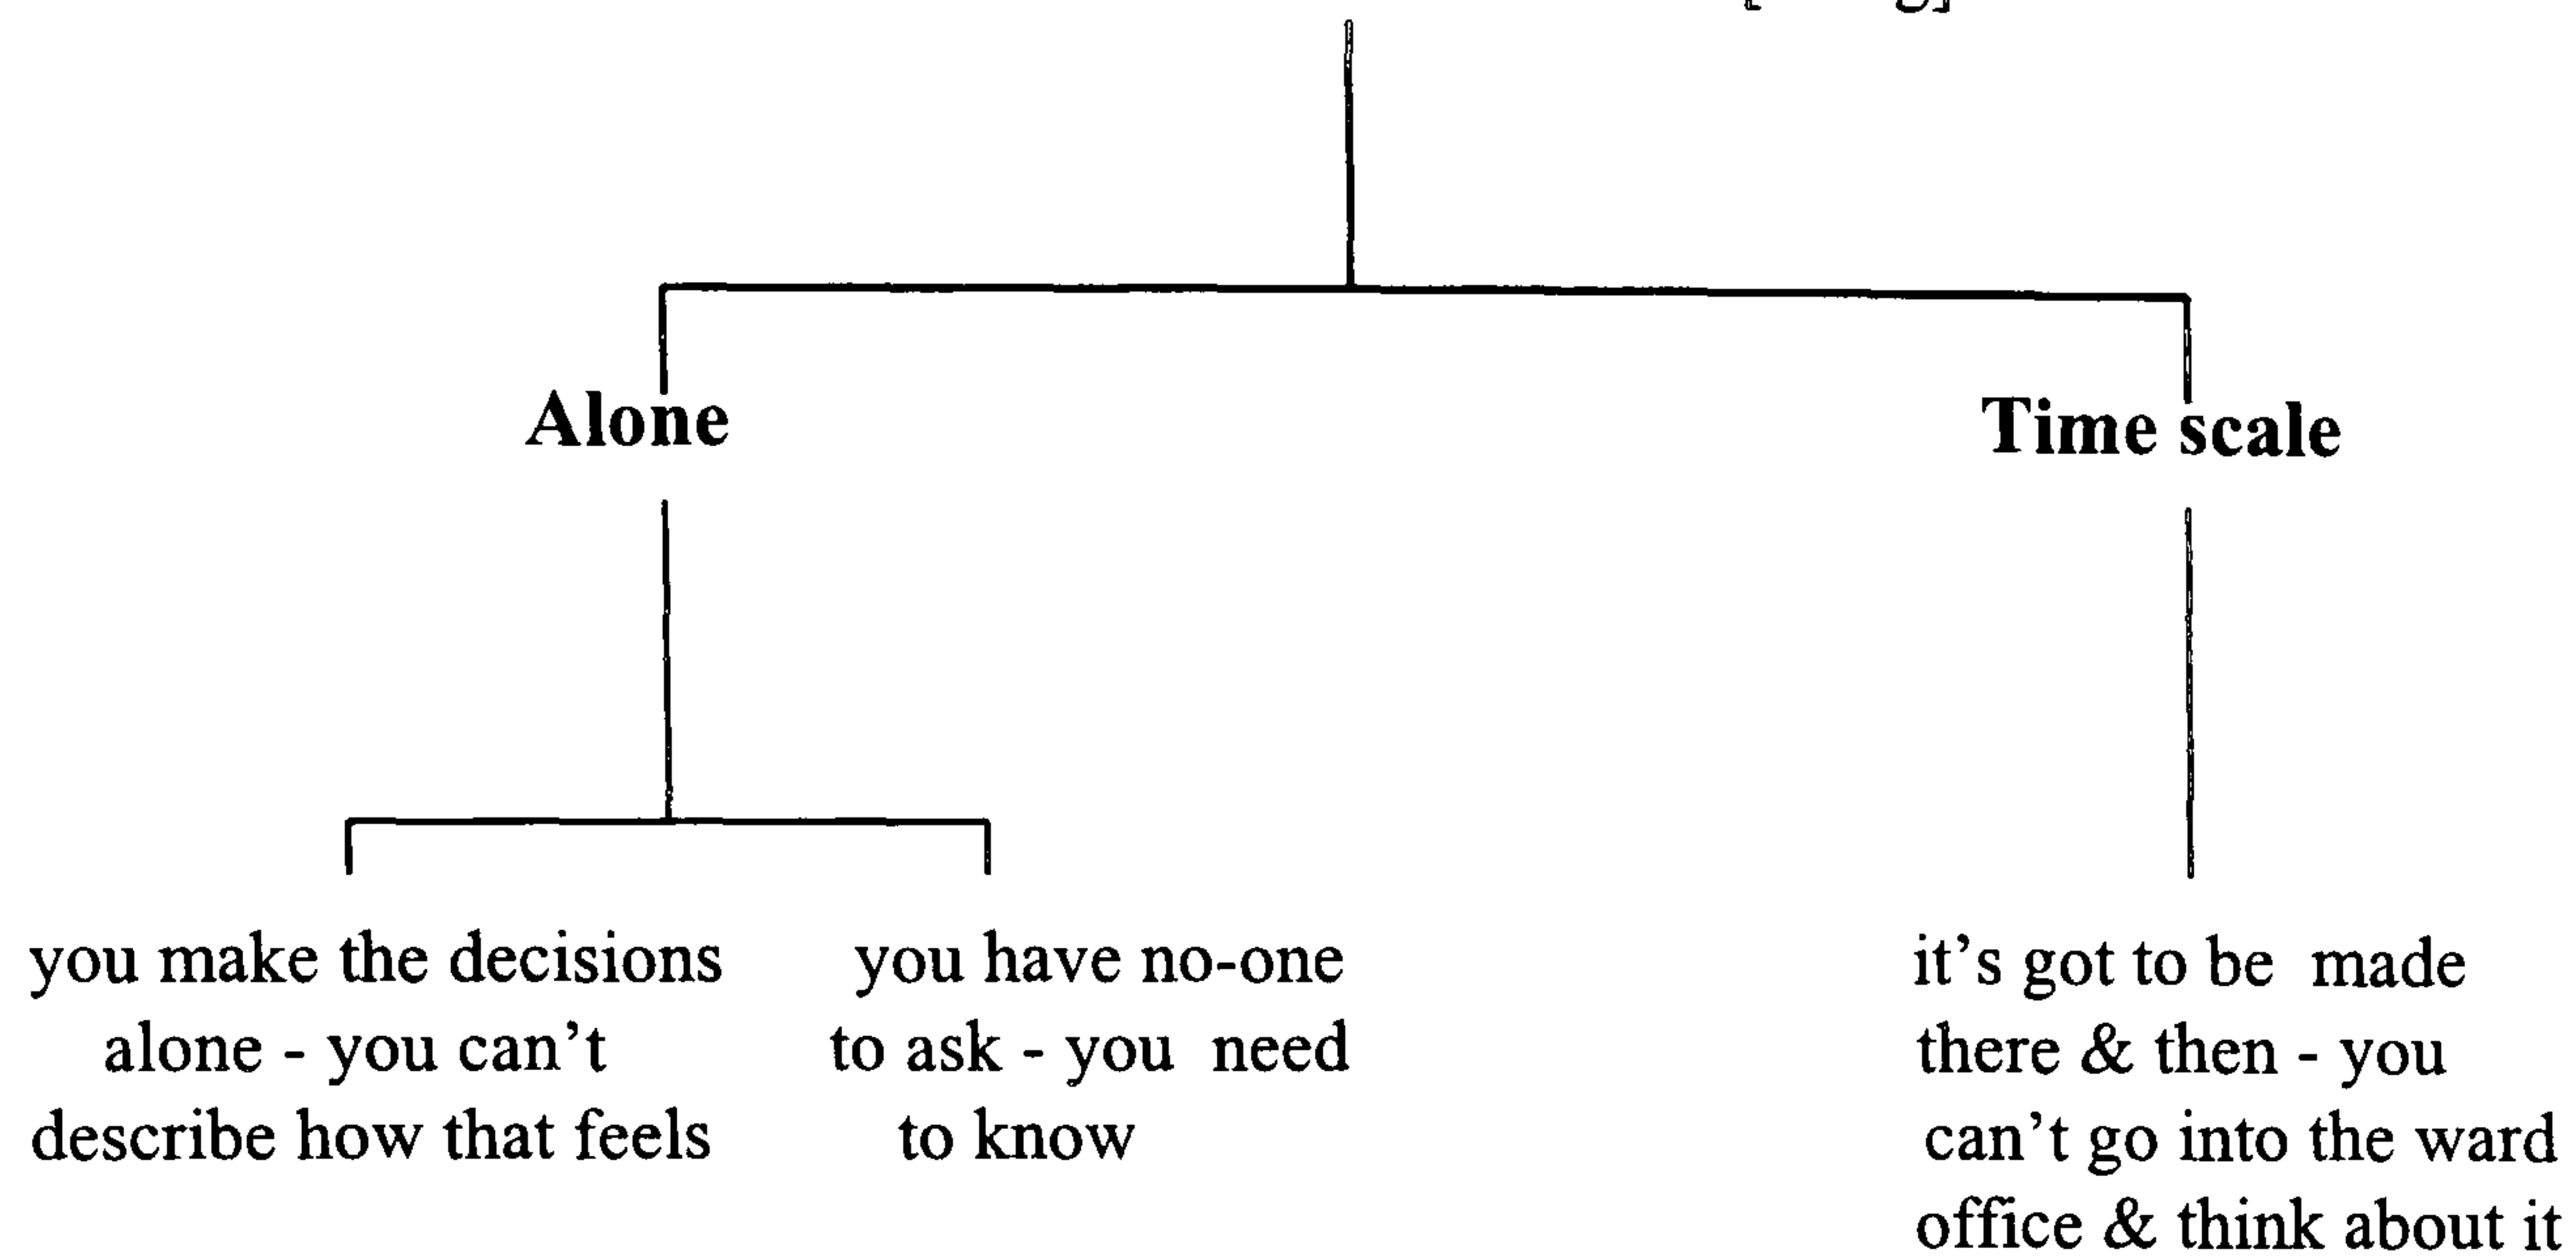 Alone
Time scale
you make the decisions
alone - you can't
describe how that feels
you have no-one
to ask - you need
to know
it's got to be made
there & then - you
can't go into the ward
office & think about it